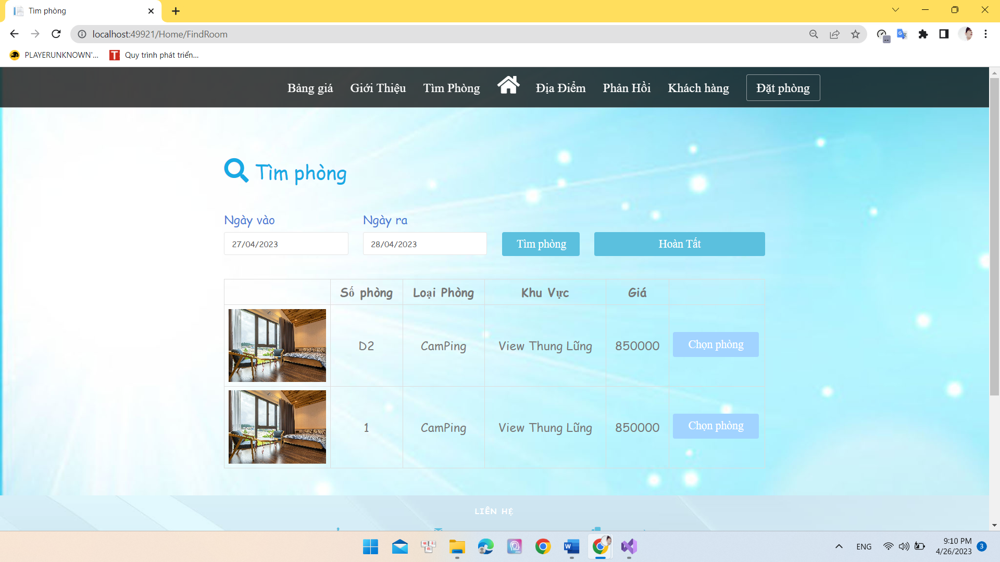 Tìm phòng
localhost:49921/Home/FindRoom
PLAYERUNKNOWN'... Quy trình phát triển...
Bảng giá Giới Thiệu Tìm Phòng Địa Điểm Phản Hồi Khách hàng Đặt phòng
Tìm phòng
Ngày vào Ngày ra
27/04/2023 28/04/2023 Tìm phòng Hoàn Tất
Số phòng Loại Phòng Khu Vực Giá
D2 CamPing View Thung Lũng 850000 Chọn phòng
1 CamPing View Thung Lũng 850000 Chọn phòng
LIÊN HỆ
ENG 9:10 PM
4/26/2023 3